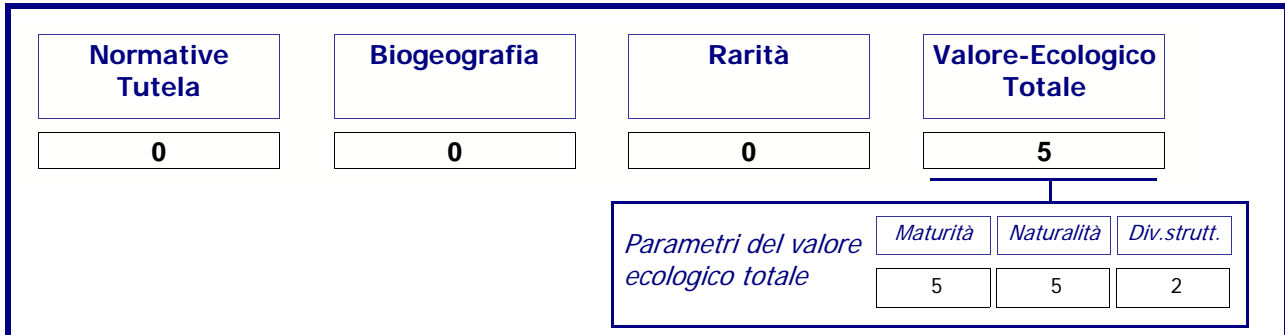 Normative
Tutela
Biogeografia
Rarità
Valore-Ecologico
Totale
0
0
0
5
Parametri del valore
ecologico totale
Maturità
Naturalità
Div.strutt.
5
5
2